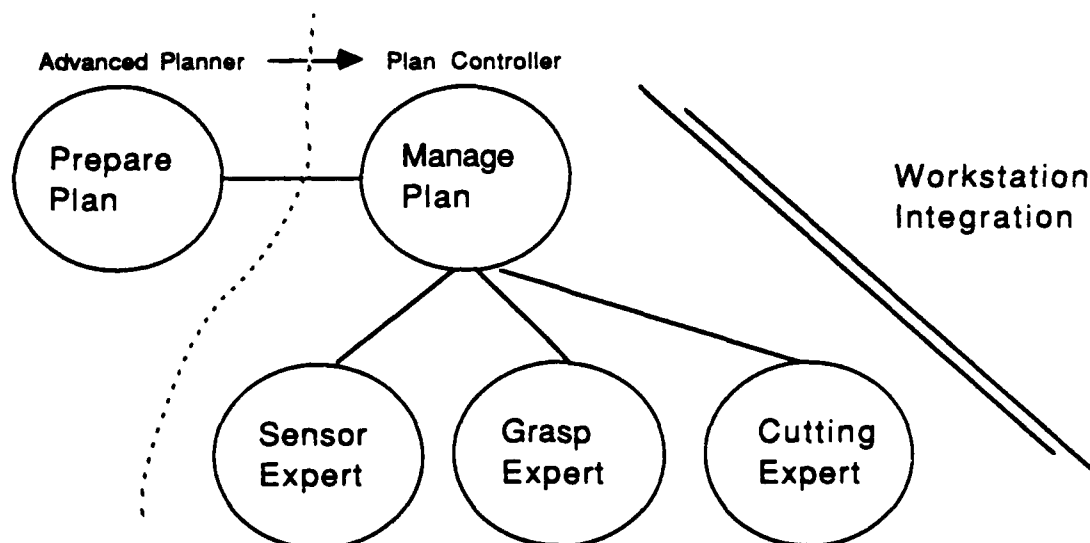 Advanced Planner
Plan Controller
Prepare
Plan
Manage
Plan
Workstation
Integration
Sensor
Expert
Grasp
Expert
Cutting
Expert